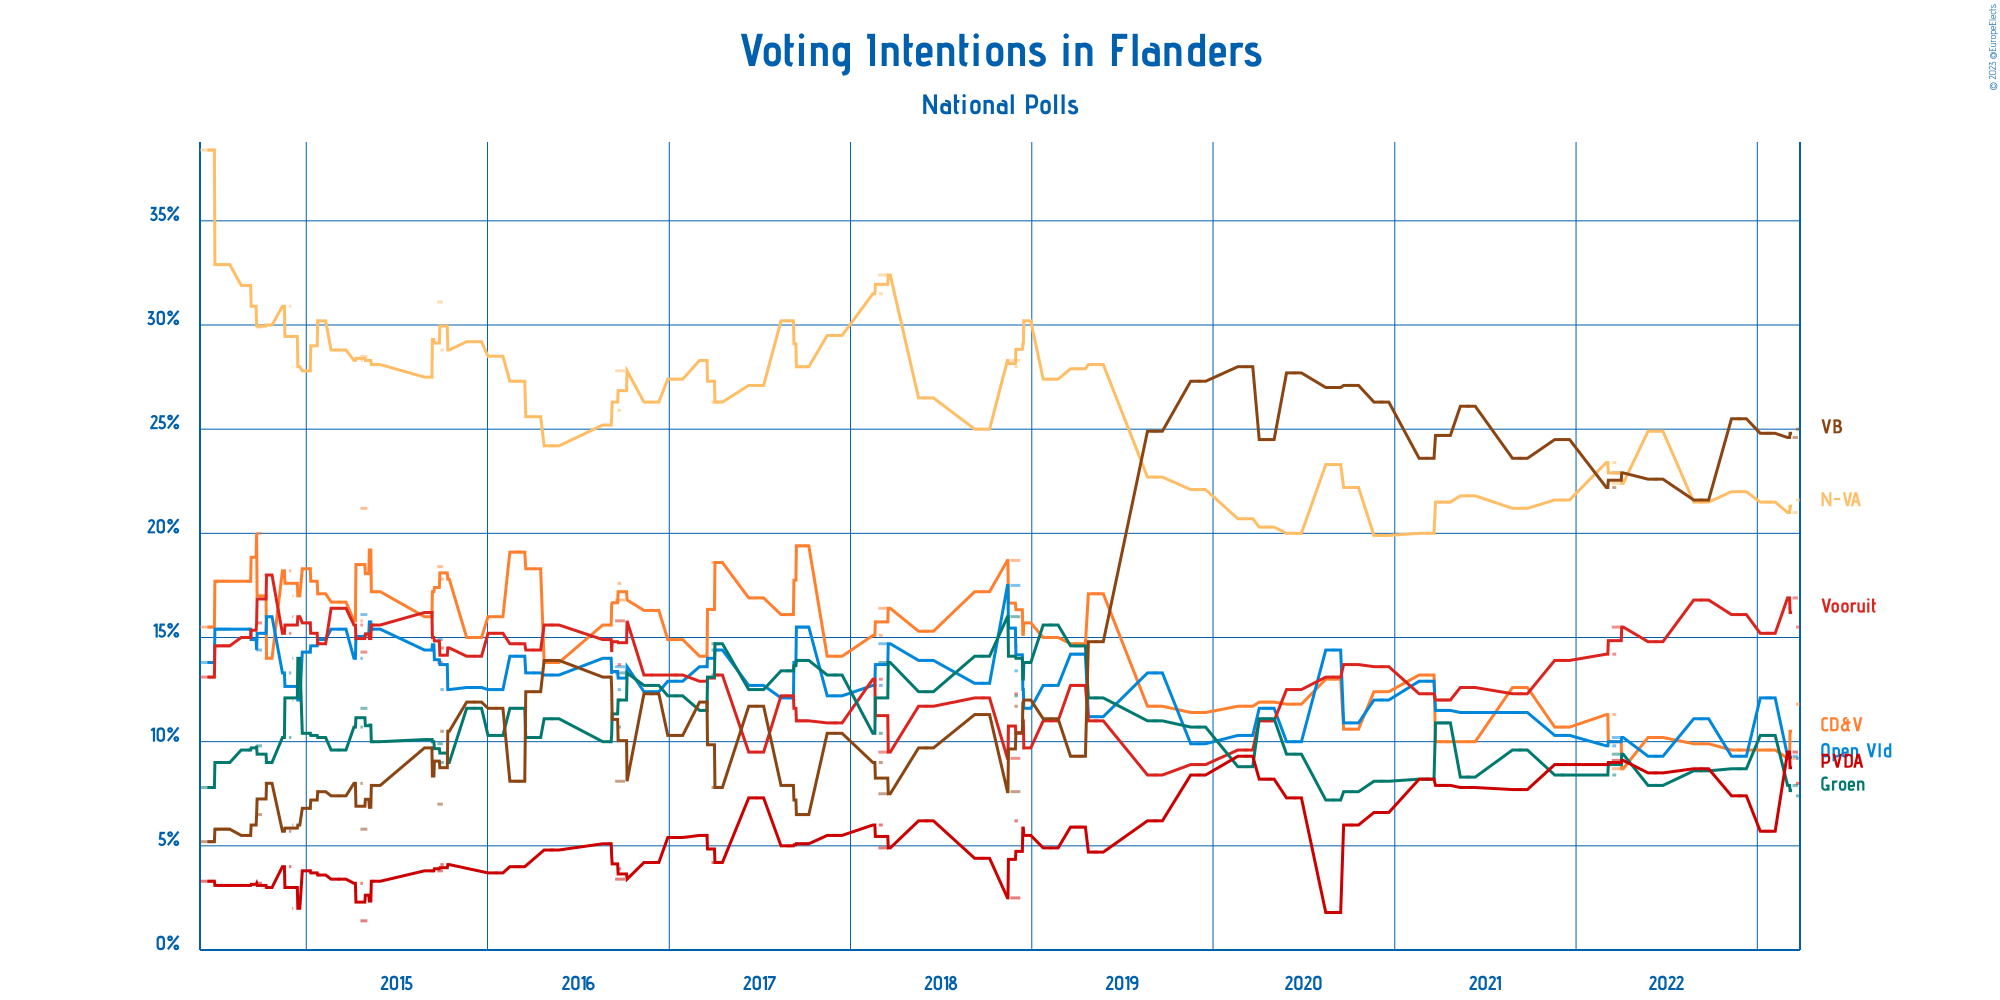 Voting Intentions in Flanders
National Polls
© 2023 @EuropeElects
35%
30%
25%
20%
15%
10%
5%
0%
VB
N-VA
Vooruit
CD&V
Open Vld
PVDA
Groen
2015 2016 2017 2018 2019 2020 2021 2022